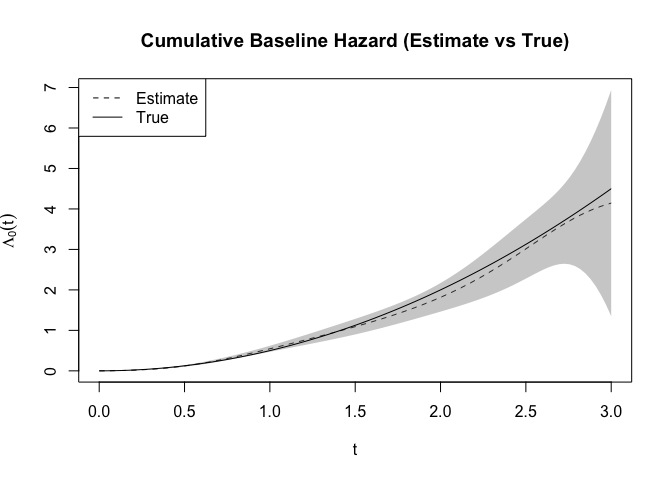 Cumulative Baseline Hazard (Estimate vs True)
Estimate
True
7
6
5
4
3
2
1
0
Λ₀(t)
0.0 0.5 1.0 1.5 2.0 2.5 3.0
t